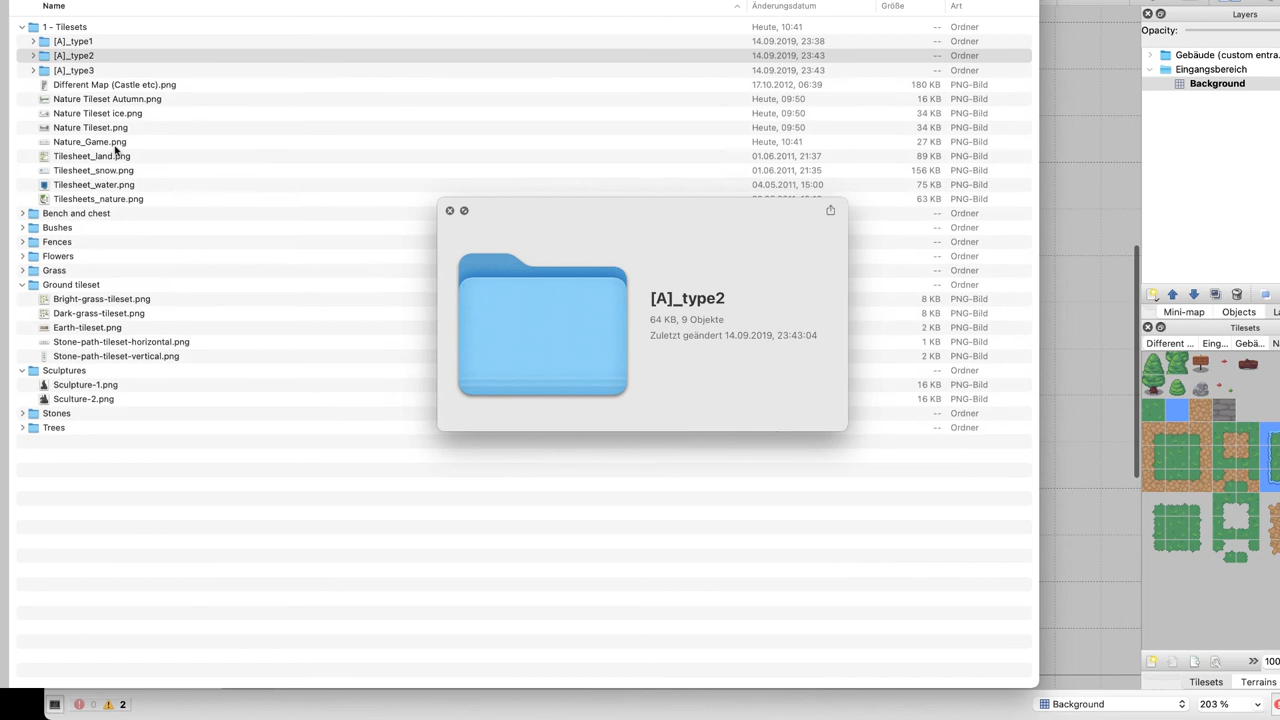 Name Änderungsdatum Größe Art
1 - Tilesets Heute, 10:41 -- Ordner
[A]_type1 14.09.2019, 23:38 -- Ordner
[A]_type2 14.09.2019, 23:43 -- Ordner
[A]_type3 14.09.2019, 23:43 -- Ordner
Different Map (Castle etc).png 17.10.2012, 06:39 180 KB PNG-Bild
Nature Tileset Autumn.png Heute, 09:50 16 KB PNG-Bild
Nature Tileset ice.png Heute, 09:50 34 KB PNG-Bild
Nature Tileset.png Heute, 09:50 34 KB PNG-Bild
Nature_Game.png Heute, 10:41 27 KB PNG-Bild
Tilesheet_land.png 01.06.2011, 21:37 89 KB PNG-Bild
Tilesheet_snow.png 01.06.2011, 21:35 156 KB PNG-Bild
Tilesheet_water.png 04.05.2011, 15:00 75 KB PNG-Bild
Tilesheets_nature.png 63 KB PNG-Bild
Bench and chest -- Ordner
Bushes -- Ordner
Fences -- Ordner
Flowers -- Ordner
Grass -- Ordner
Ground tileset -- Ordner
Bright-grass-tileset.png 8 KB PNG-Bild
Dark-grass-tileset.png 8 KB PNG-Bild
Earth-tileset.png 2 KB PNG-Bild
Stone-path-tileset-horizontal.png 1 KB PNG-Bild
Stone-path-tileset-vertical.png 2 KB PNG-Bild
Sculptures -- Ordner
Sculpture-1.png 16 KB PNG-Bild
Sculture-2.png 16 KB PNG-Bild
Stones -- Ordner
Trees -- Ordner
[A]_type2
64 KB, 9 Objekte
Zuletzt geändert 14.09.2019, 23:43:04
Layers
Opacity:
Gebäude (custom entra.
Eingangsbereich
Background
Mini-map Objects La
Tilesets
Different ... Eing... Gebä... N
100
Tilesets Terrains
0 2 Background 203 %